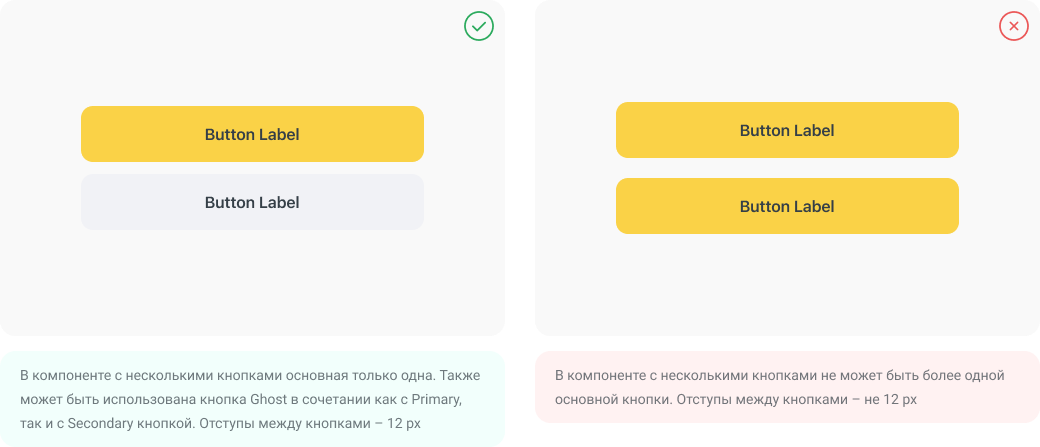 Button Label
Button Label
В компоненте с несколькими кнопками основная только одна. Также
может быть использована кнопка Ghost в сочетании как с Primary,
так и с Secondary кнопкой. Отступы между кнопками – 12 px
Button Label
Button Label
В компоненте с несколькими кнопками не может быть более одной
основной кнопки. Отступы между кнопками – не 12 px